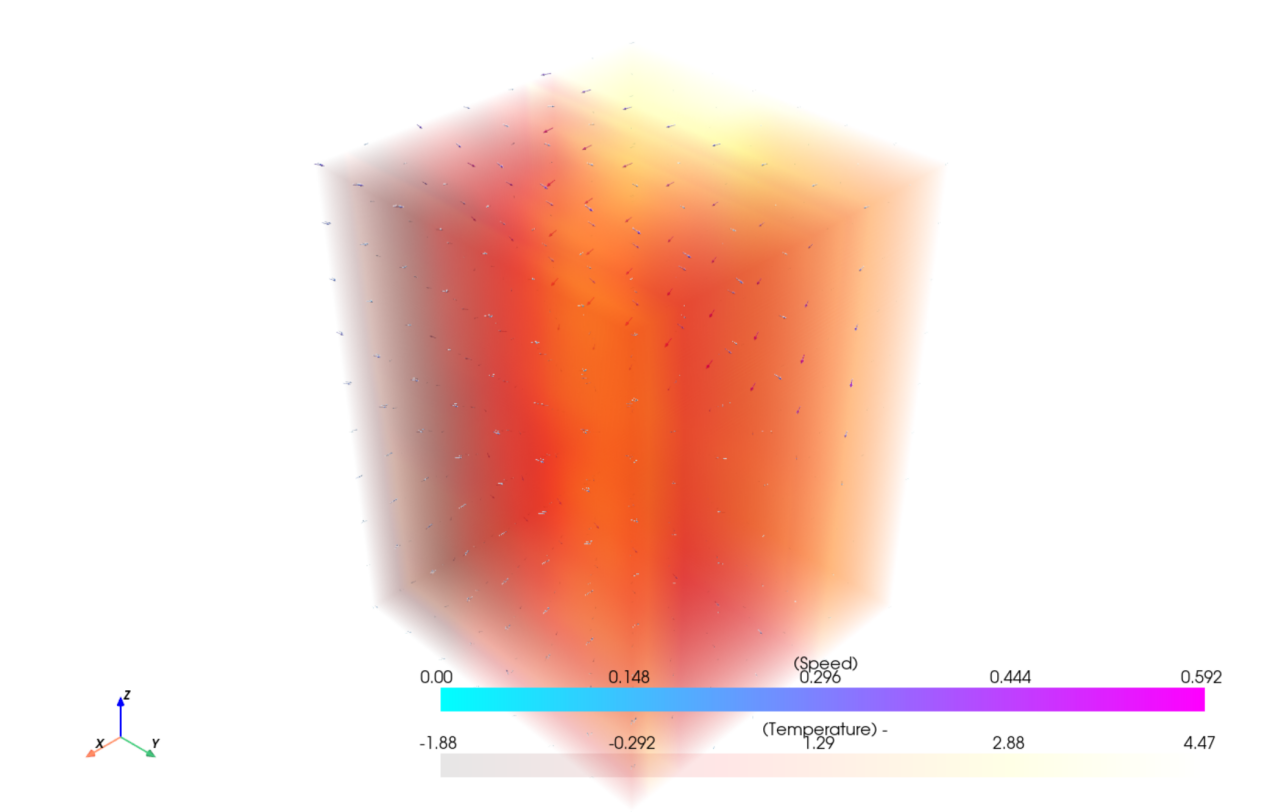 (Speed)
0.00 0.148 0.296 0.444 0.592
(Temperature) -
-1.88 -0.292 1.29 2.88 4.47
Z
X Y